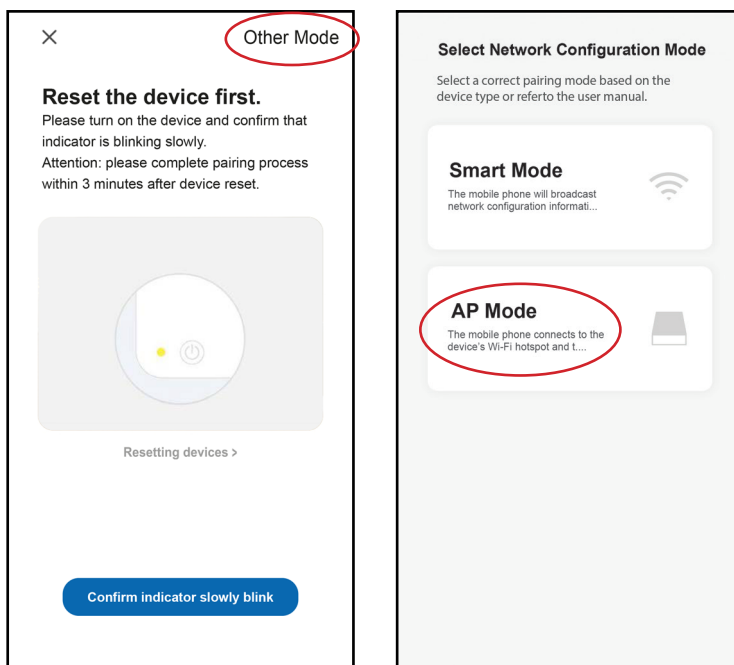 Other Mode
Reset the device first.
Please turn on the device and confirm that
indicator is blinking slowly.
Attention: please complete pairing process
within 3 minutes after device reset.
Resetting devices >
Confirm indicator slowly blink
Select Network Configuration Mode
Select a correct pairing mode based on the
device type or referto the user manual.
Smart Mode
The mobile phone will broadcast
network configuration informati...
AP Mode
The mobile phone connects to the
device's Wi-Fi hotspot and t....